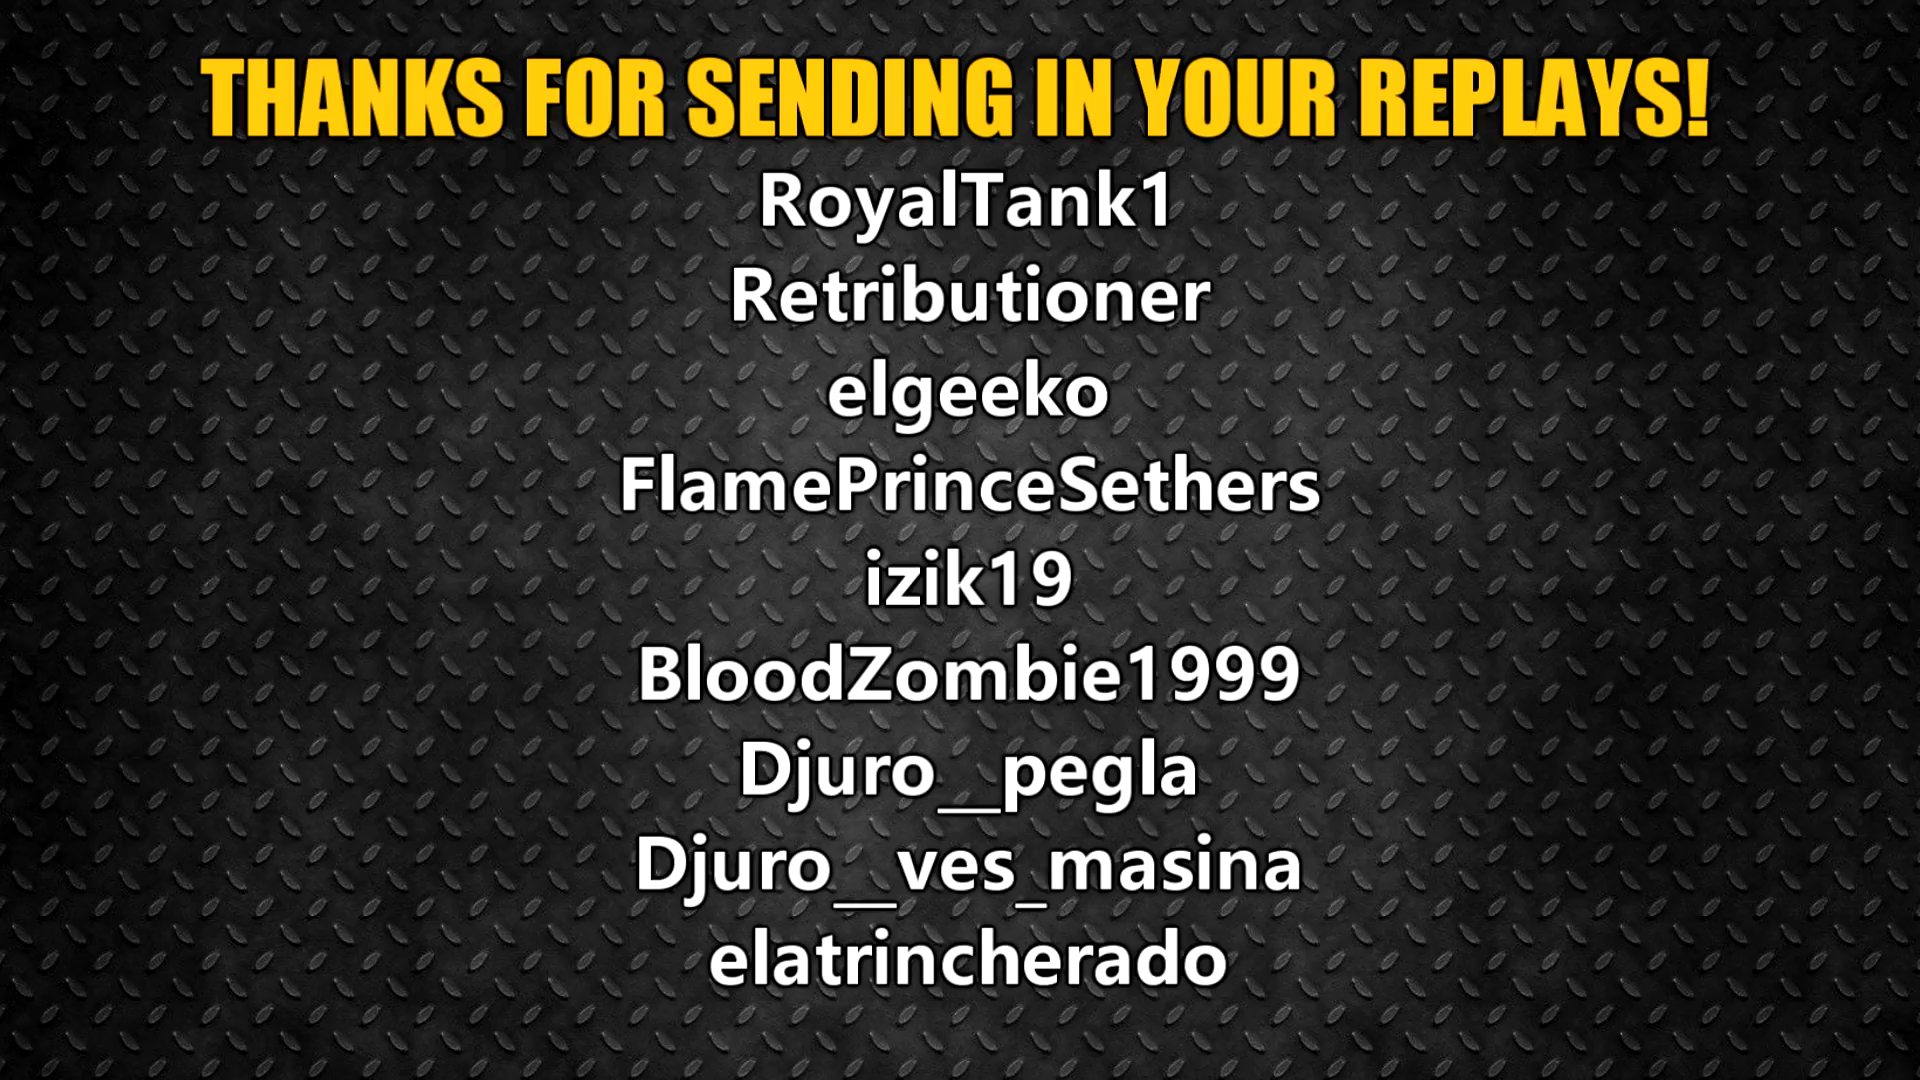 THANKS FOR SENDING IN YOUR REPLAYS!
RoyalTank1
Retributioner
elgeeko
FlamePrinceSethers
izik19
BloodZombie1999
Djuro__pegla
Djuro__ves_masina
elatrincherado